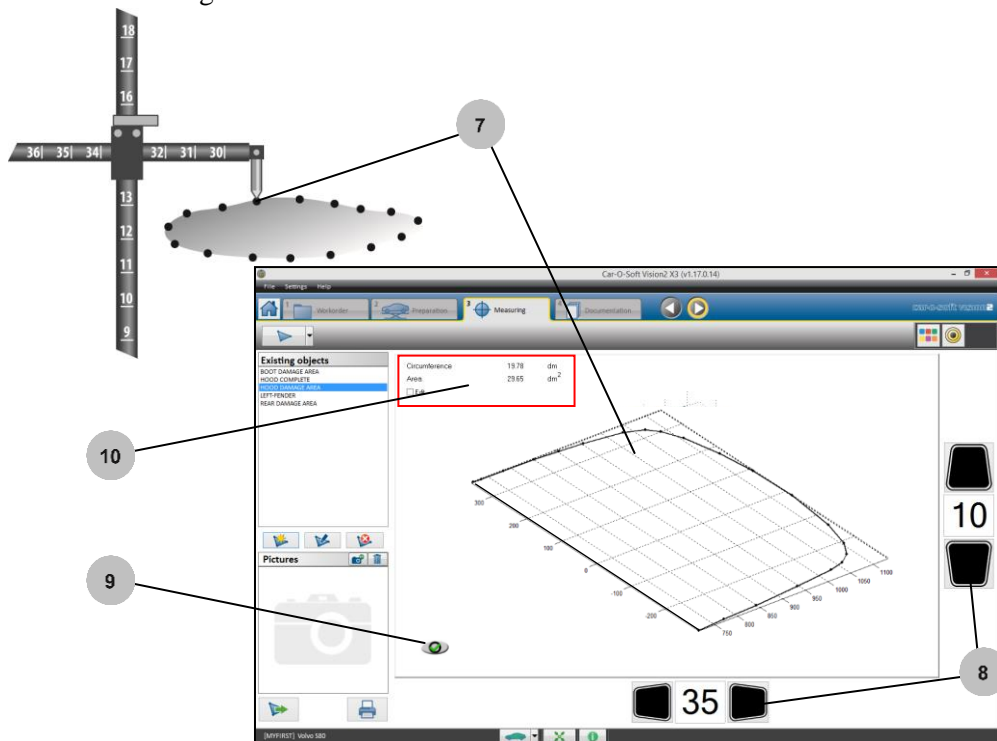 18
17
16
36| 35| 34| 32| 31| 30|
13
12
11
10
9
7
Car-O-Soft Vision2 X3 (v1.17.0.14)
File Settings Help
1 Workorder 2 Preparation 3 Measuring Documentation
car-o-soft vision2
Existing objects
BOOT DAMAGE AREA
HOOD COMPLETE
HOOD DAMAGE AREA
LEFT-FENDER
REAR DAMAGE AREA
Circumference 19.78 dm
Area 29.65 dm2
10
300
200
100
0
-100
-200
750 800 850 900 950 1000 1050 1100
10
Pictures
9
8
35
[MYFIRST] Volvo S80